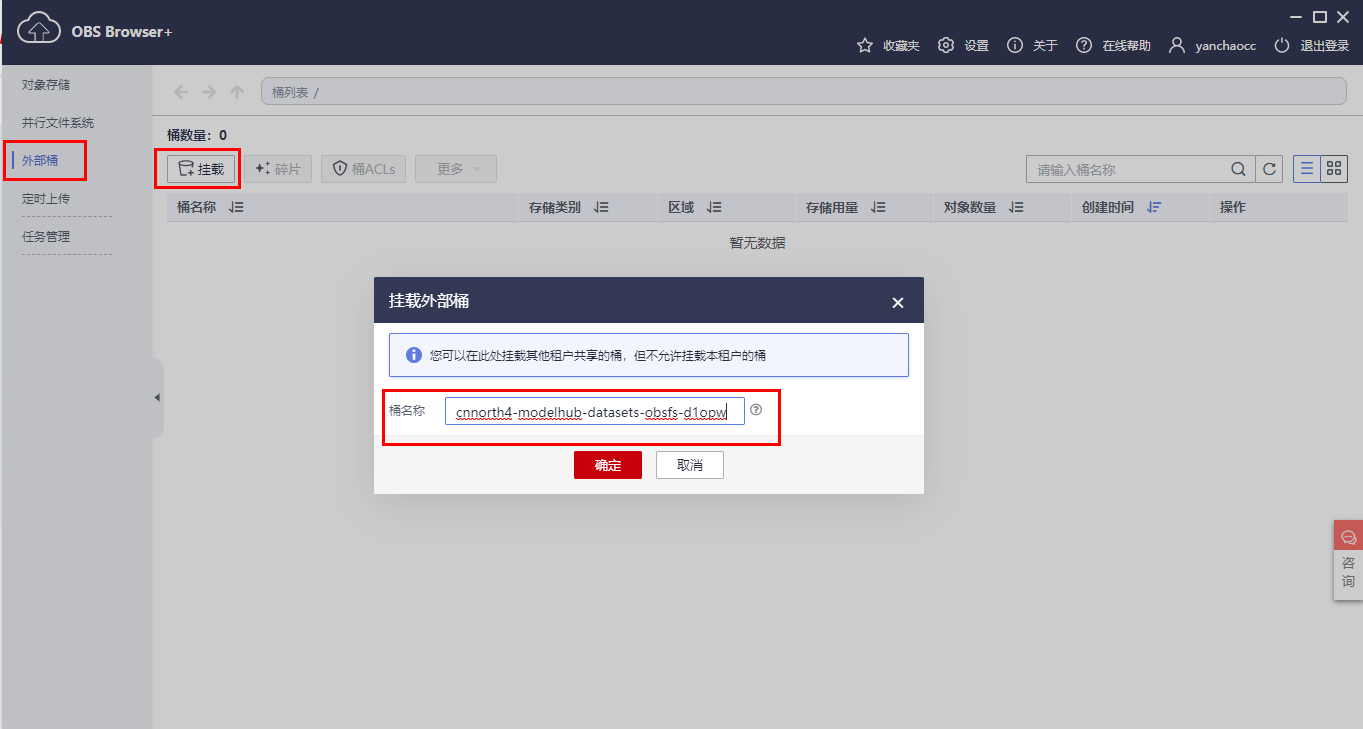 OBS Browser+
收藏夹 设置 关于 在线帮助 yanchaocc 退出登录
对象存储
并行文件系统
外部桶
定时上传
任务管理
桶列表 /
桶数量：0
挂载 碎片 桶ACLs 更多 请输入桶名称
桶名称 存储类别 区域 存储用量 对象数量 创建时间 操作
暂无数据
挂载外部桶
您可以在此处挂载其他租户共享的桶，但不允许挂载本租户的桶
桶名称 cnnorth4-modelhub-datasets-obsfs-d1opw
确定 取消
咨
询